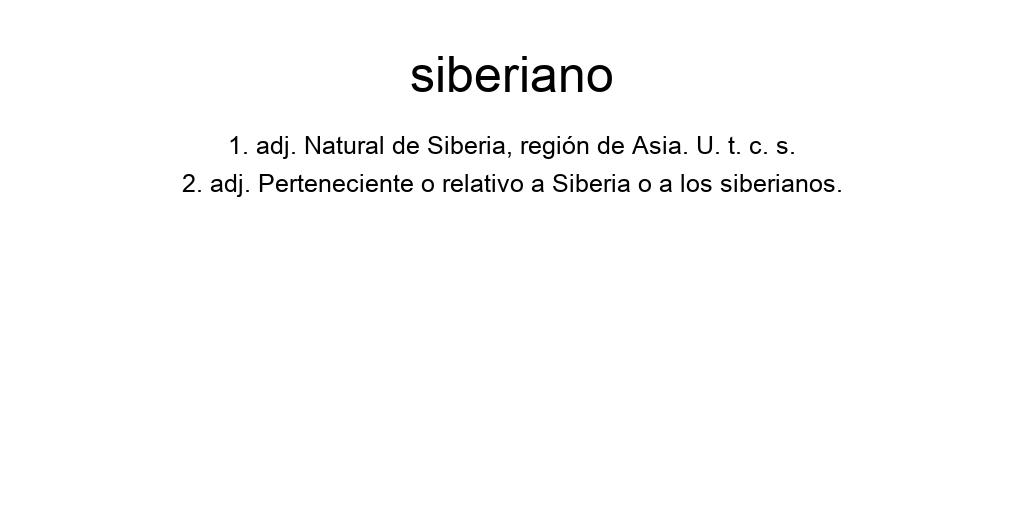 siberiano
1. adj. Natural de Siberia, región de Asia. U. t. c. s.
2. adj. Perteneciente o relativo a Siberia o a los siberianos.